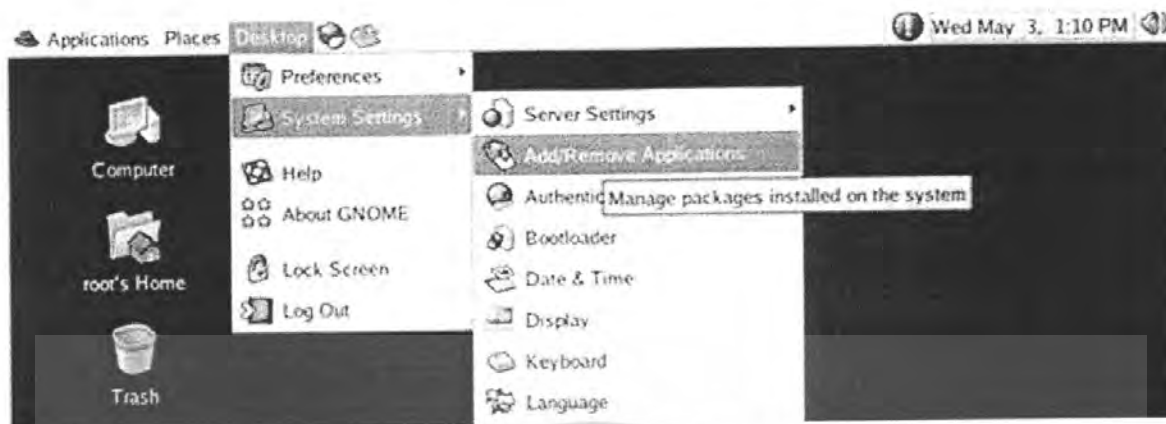 Applications Places Desktop
Wed May 3, 1:10 PM
Computer
root's Home
Trash
Preferences
System Settings
Help
About GNOME
Lock Screen
Log Out
Server Settings
Add/Remove Applications
Authentic
Manage packages installed on the system
Bootloader
Date & Time
Display
Keyboard
Language